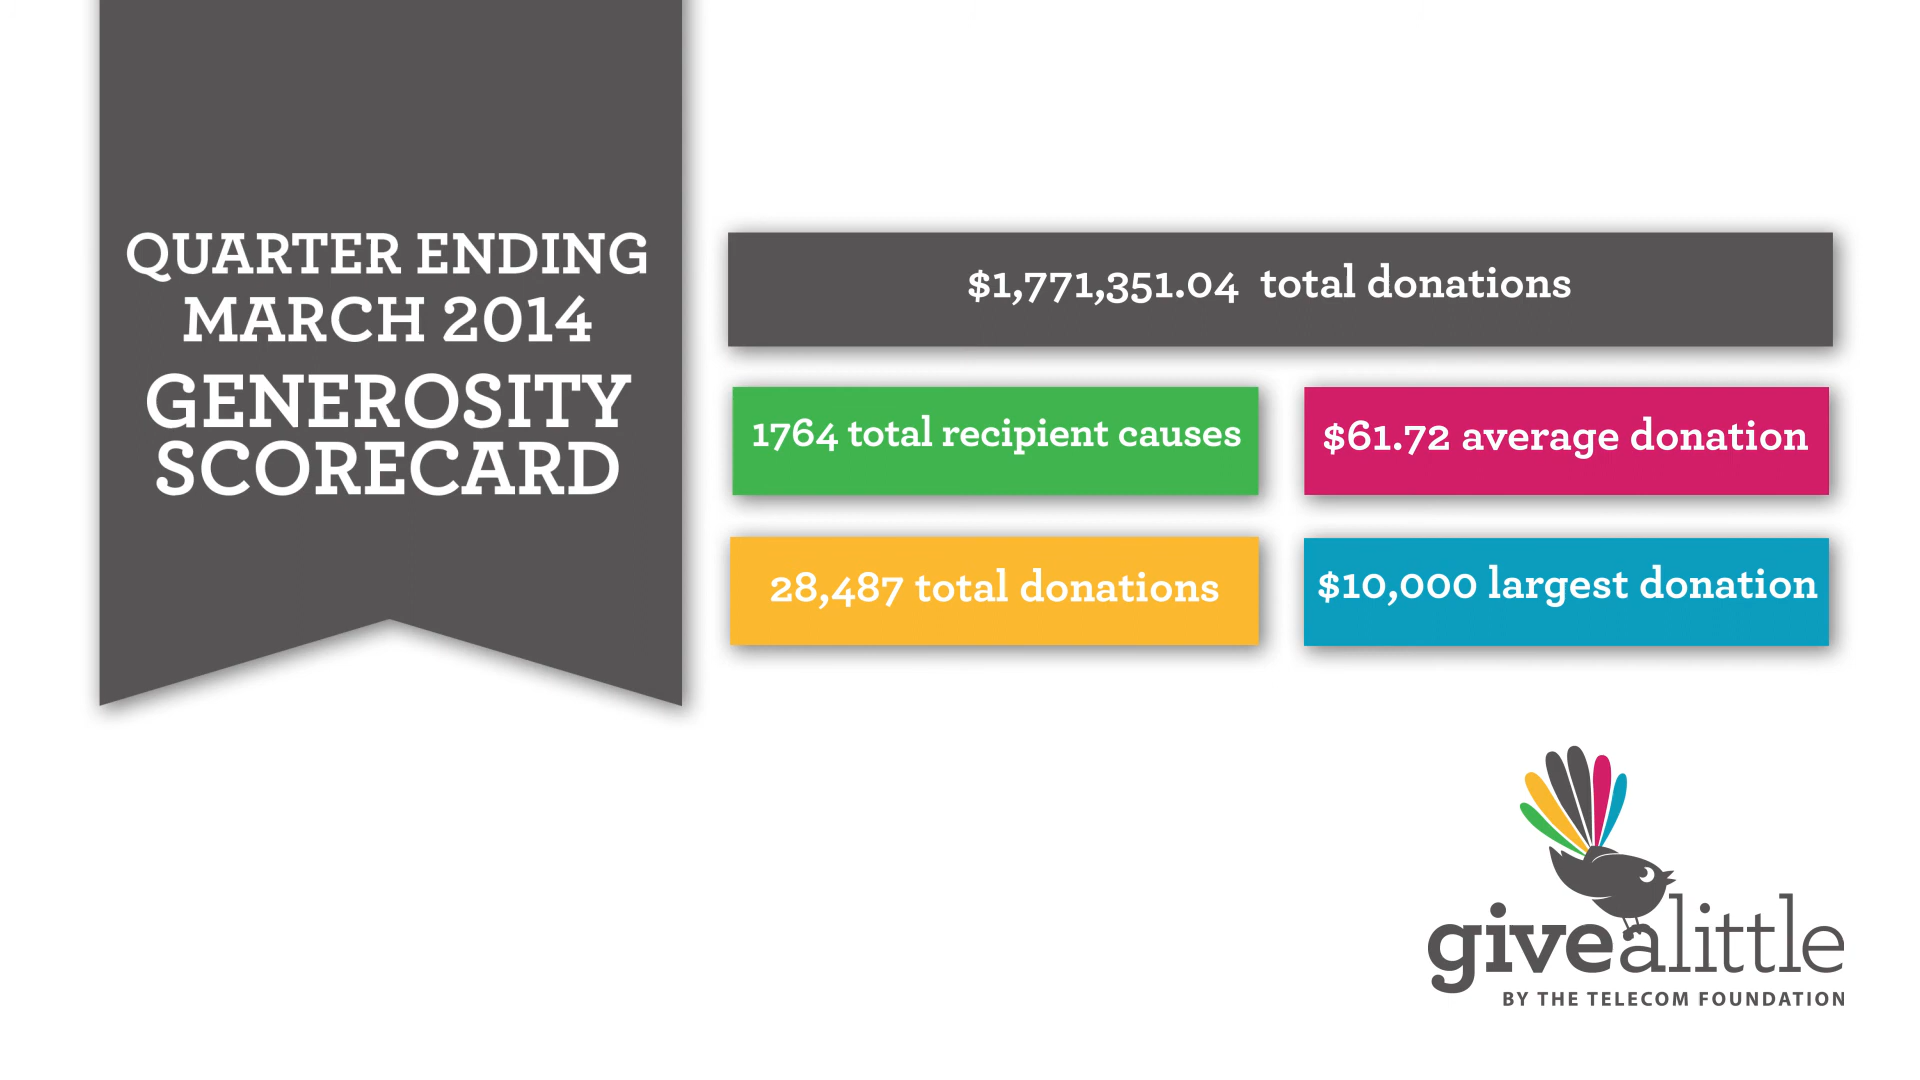 QUARTER ENDING
MARCH 2014
GENEROSITY
SCORECARD
$1,771,351.04 total donations
1764 total recipient causes
$61.72 average donation
28,487 total donations
$10,000 largest donation
givealittle
BY THE TELECOM FOUNDATION